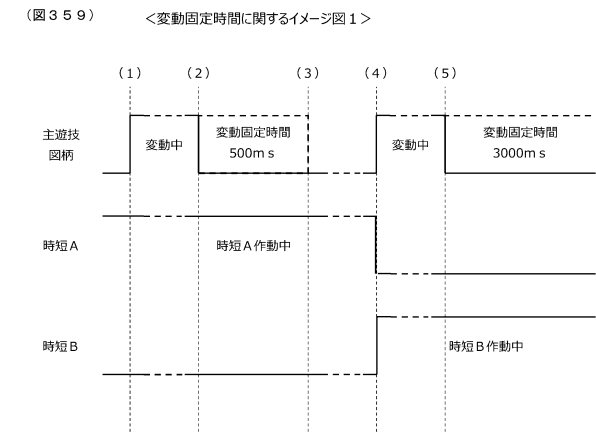 （図３５９）
＜変動固定時間に関するイメージ図１＞
（１）
（２）
（３）
（４）
（５）
主遊技
図柄
変動中
変動固定時間
500ｍｓ
変動中
変動固定時間
3000ｍｓ
時短Ａ
時短Ａ作動中
時短Ｂ
時短Ｂ作動中